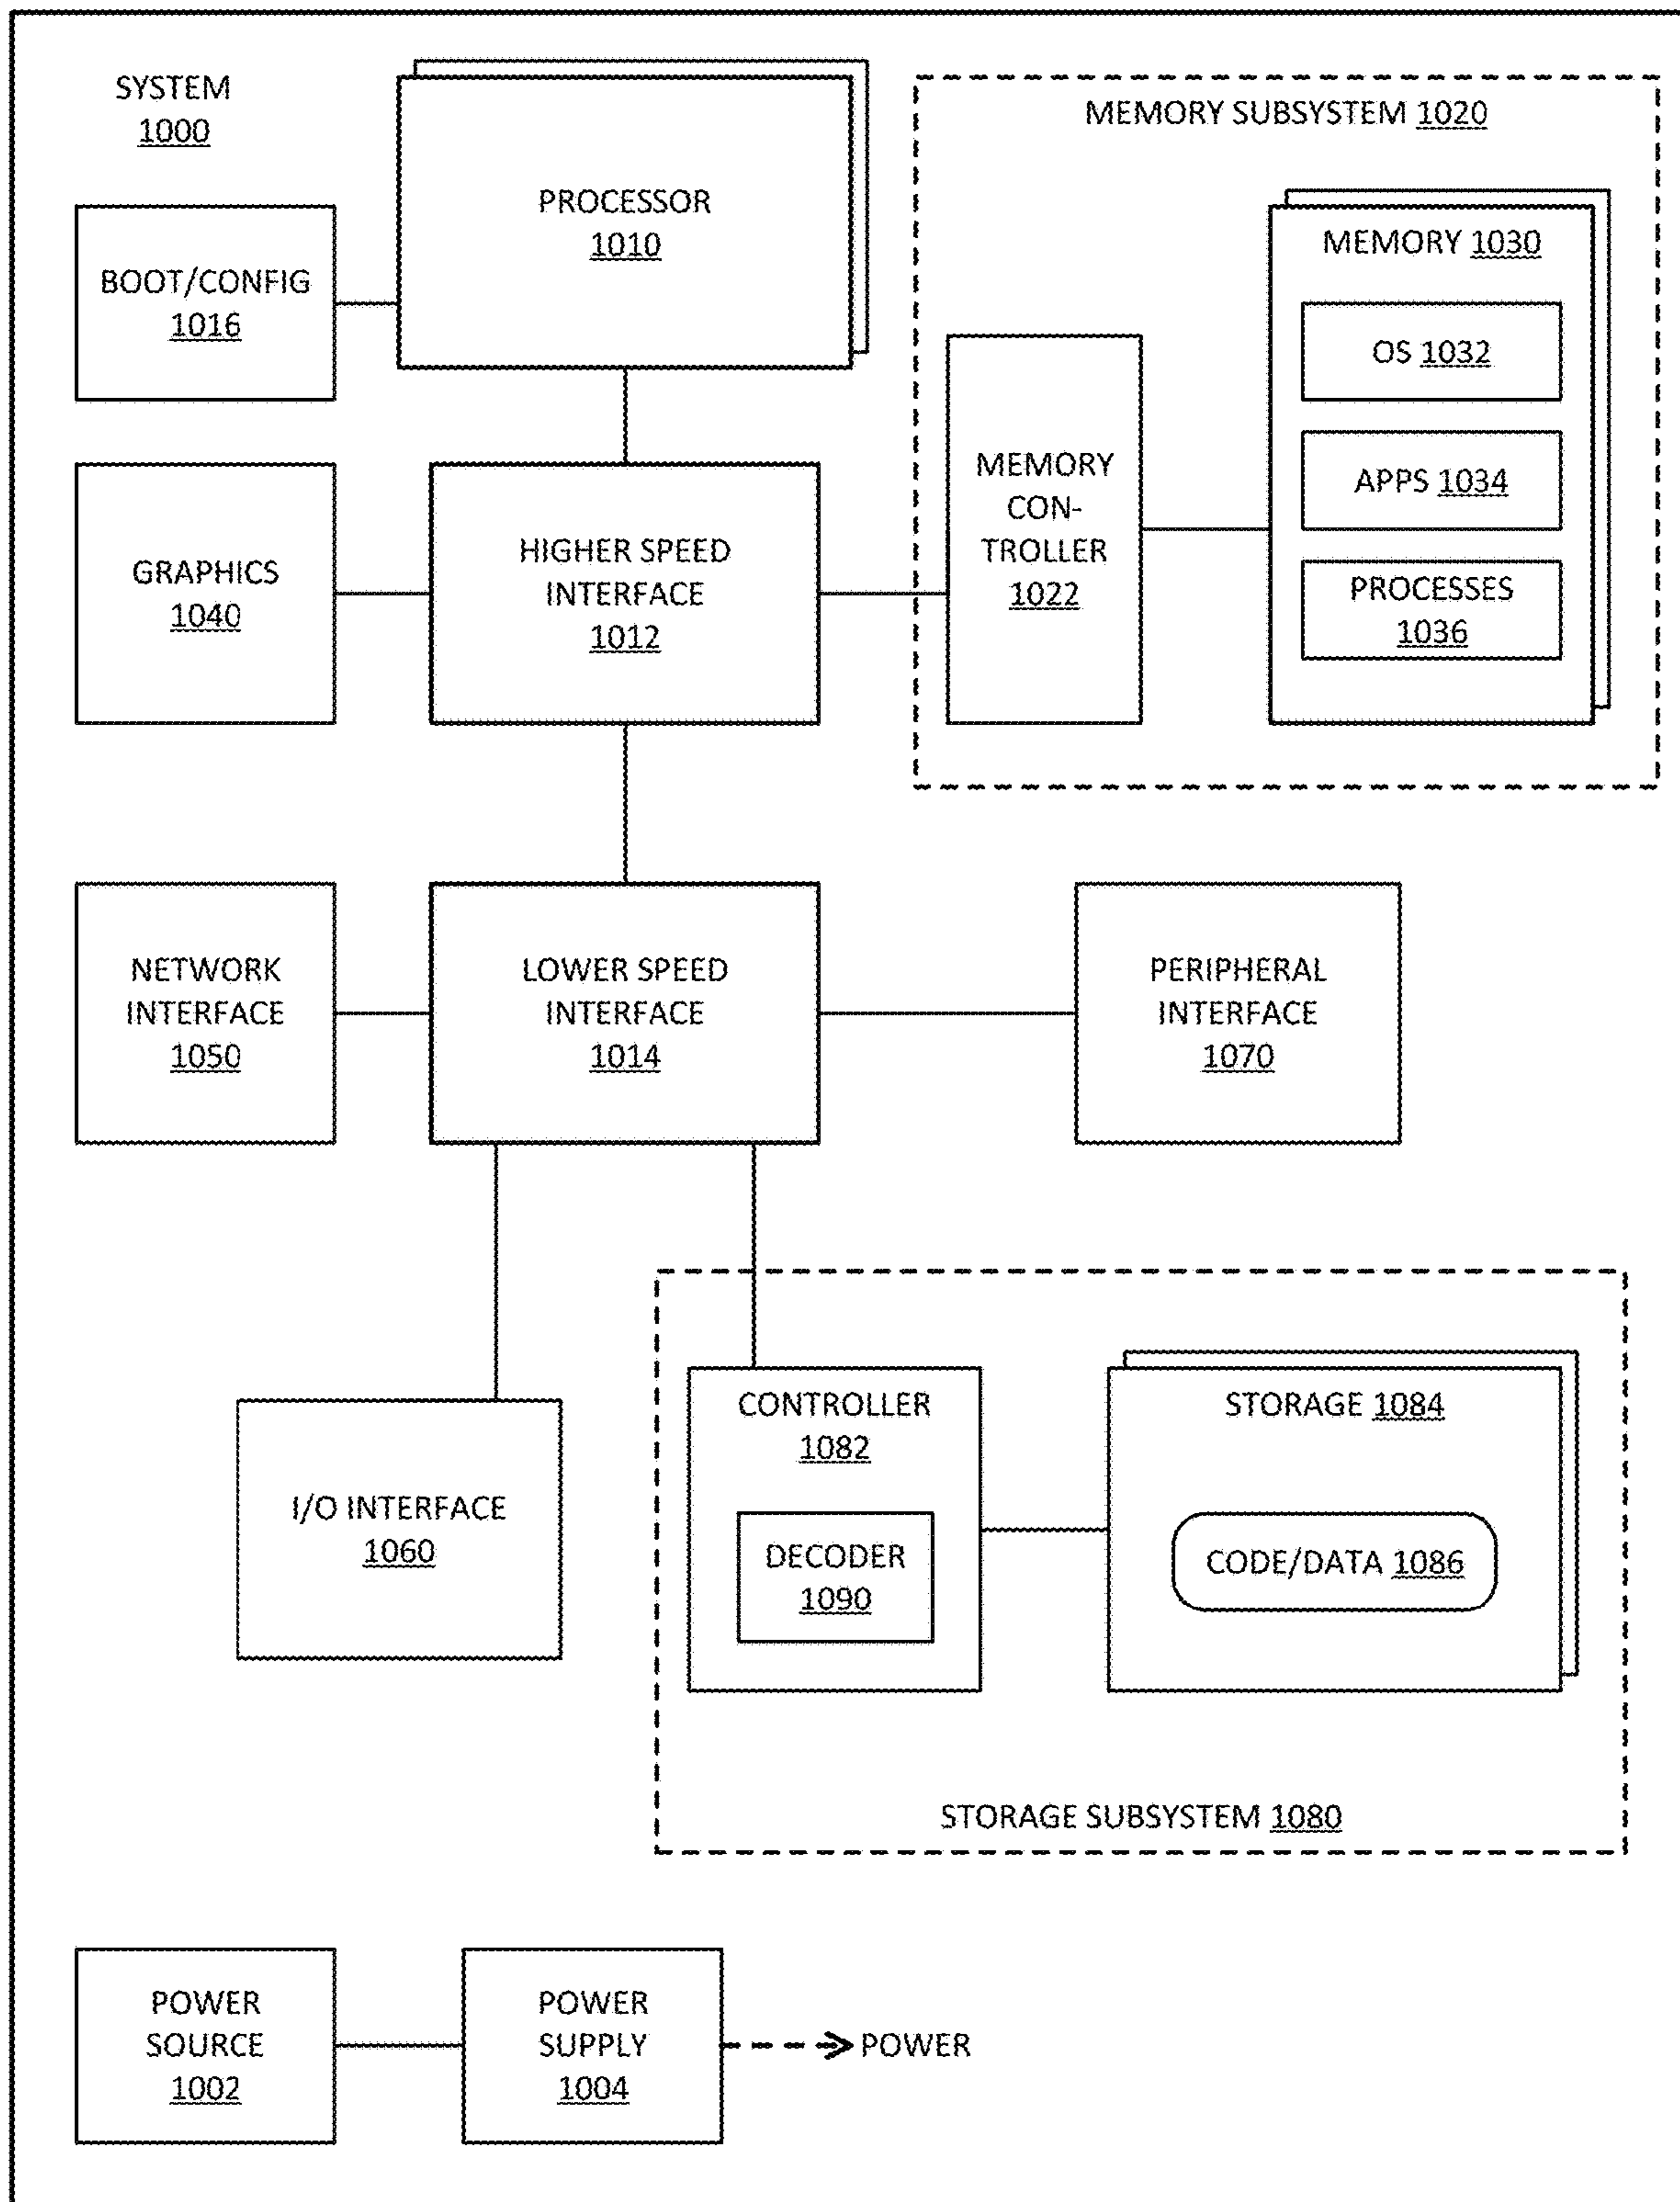 SYSTEM
1000
PROCESSOR
1010
BOOT/CONFIG
1016
MEMORY SUBSYSTEM 1020
MEMORY 1030
OS 1032
APPS 1034
PROCESSES
1036
MEMORY
CON-
TROLLER
1022
GRAPHICS
1040
HIGHER SPEED
INTERFACE
1012
NETWORK
INTERFACE
1050
LOWER SPEED
INTERFACE
1014
PERIPHERAL
INTERFACE
1070
I/O INTERFACE
1060
CONTROLLER
1082
DECODER
1090
STORAGE 1084
CODE/DATA 1086
STORAGE SUBSYSTEM 1080
POWER
SOURCE
1002
POWER
SUPPLY
1004
POWER